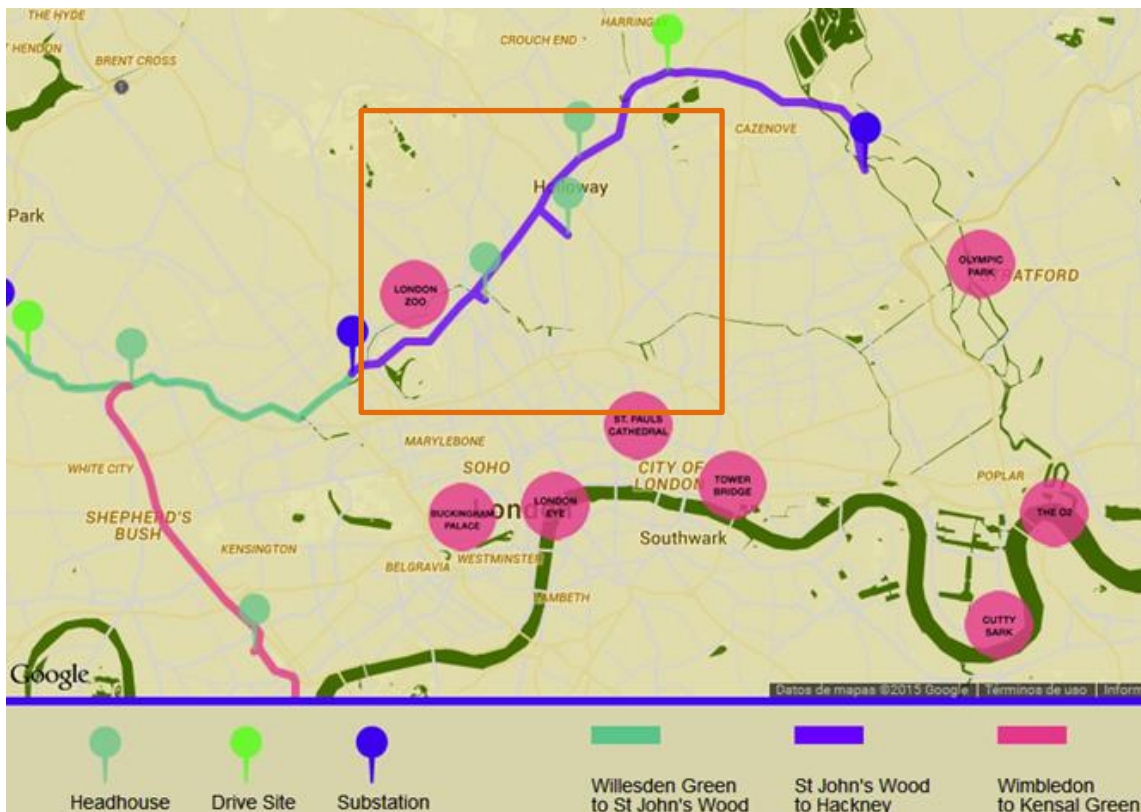 THE HYDE
HENDON
BRENT CROSS
CROUCH END
HARRINGAY
CAZENOVE
Holloway
Park
LONDON
ZOO
OLYMPIC
PARK
STRATFORD
ST. PAULS
CATHEDRAL
MARYLEBONE
WHITE CITY
SOHO
CITY OF
LONDON
TOWER
BRIDGE
POPLAR
BUCKINGHAM
PALACE
London
LONDON
EYE
THE O2
SHEPHERD'S
BUSH
Southwark
KENSINGTON
BELGRAVIA
WESTMINSTER
LAMBETH
CUTTY
SARK
Google
Datos de mapas ©2015 Google
Términos de uso
Inform
Headhouse
Drive Site
Substation
Willesden Green
to St John's Wood
St John's Wood
to Hackney
Wimbledon
to Kensal Green